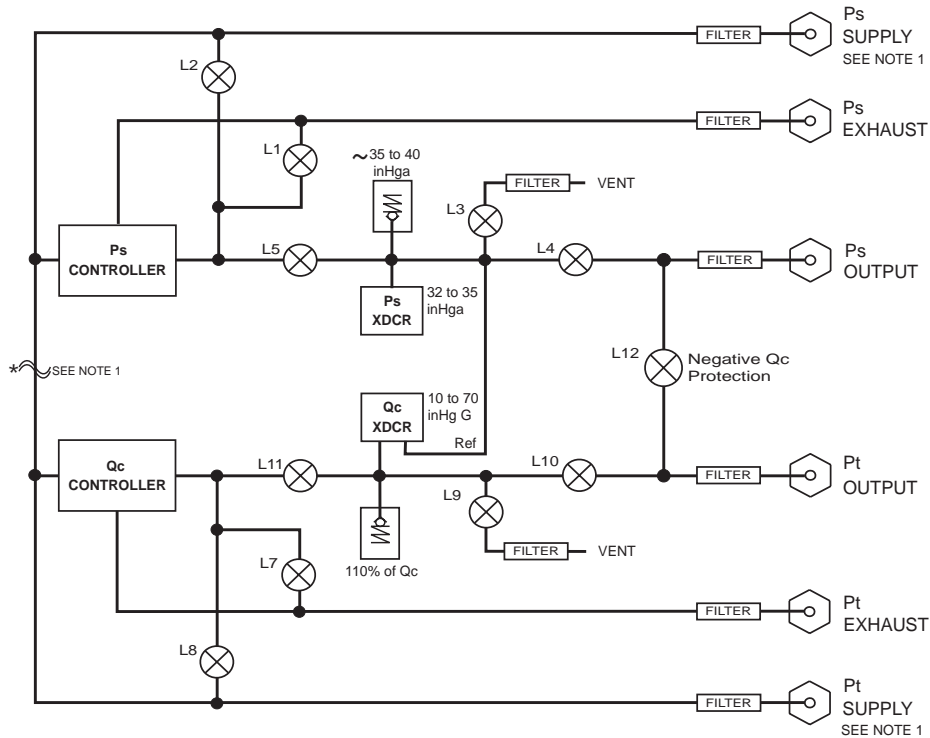 FILTER
Ps
SUPPLY
SEE NOTE 1
L2
FILTER
Ps
EXHAUST
L1
~35 to 40
inHga
FILTER
VENT
L3
Ps
CONTROLLER
L5
L4
FILTER
Ps
OUTPUT
Ps
XDCR
32 to 35
inHga
* SEE NOTE 1
L12
Negative Qc
Protection
Qc
XDCR
10 to 70
inHg G
Ref
Qc
CONTROLLER
L11
L10
FILTER
Pt
OUTPUT
L9
FILTER
VENT
110% of Qc
L7
FILTER
Pt
EXHAUST
L8
FILTER
Pt
SUPPLY
SEE NOTE 1